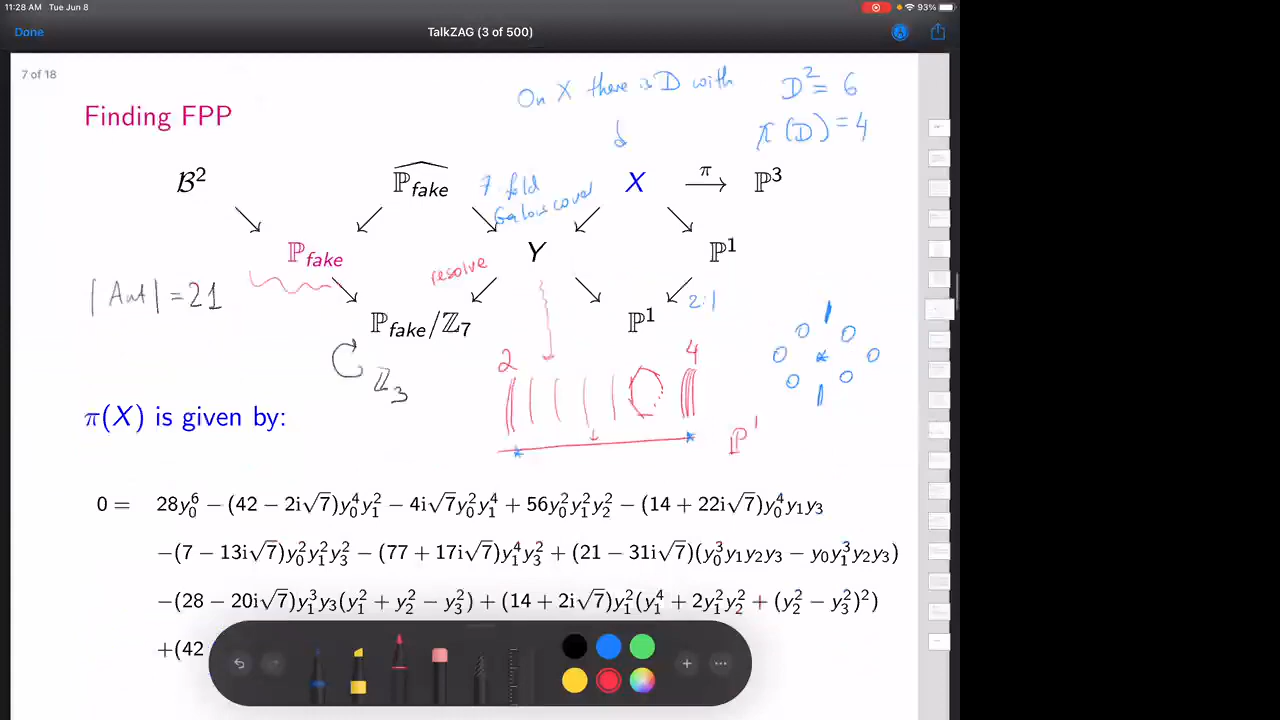 11:28 AM Tue Jun 8
93%
Done
TalkZAG (3 of 500)
7 of 18
On X there is D with
D² = 6
π(D) = 4
Finding FPP
𝓑² ℙ̂_fake X π ℙ³
7 fold
Galois cover
ℙ_fake Y ℙ¹
resolve
|Aut| = 21
ℙ_fake/ℤ₇ ℙ¹ 2:1
ℤ₃
2 4
ℙ¹
π(X) is given by:
0 = 28y₀⁶ − (42 − 2i√7)y₀⁴y₁² − 4i√7y₀²y₁⁴ + 56y₀²y₁²y₂² − (14 + 22i√7)y₀⁴y₁y₃
−(7 − 13i√7)y₀²y₁²y₃² − (77 + 17i√7)y₁⁴y₃² + (21 − 31i√7)(y₀³y₁y₂y₃ − y₀y₁³y₂y₃)
−(28 − 20i√7)y₁³y₃(y₁² + y₂² − y₃²) + (14 + 2i√7)y₁²(y₁⁴ + 2y₁²y₂² + (y₂² − y₃²)²)
+(42